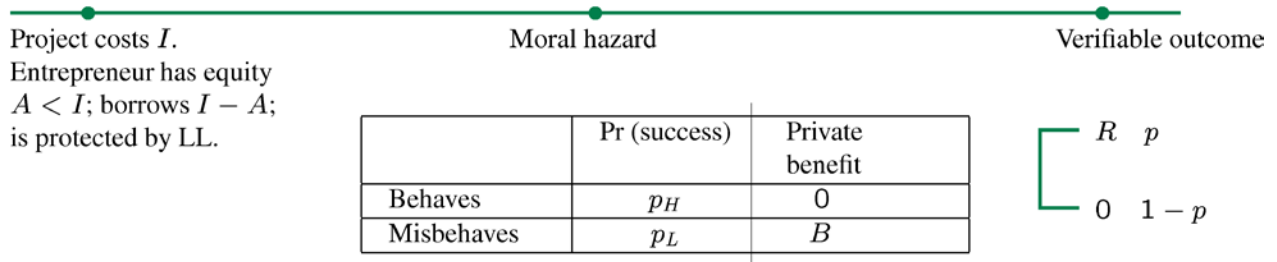 Project costs I.
Entrepreneur has equity
A < I; borrows I − A;
is protected by LL.
Moral hazard
Pr (success) Private
benefit
Behaves p_H 0
Misbehaves p_L B
Verifiable outcome
R p
0 1 − p